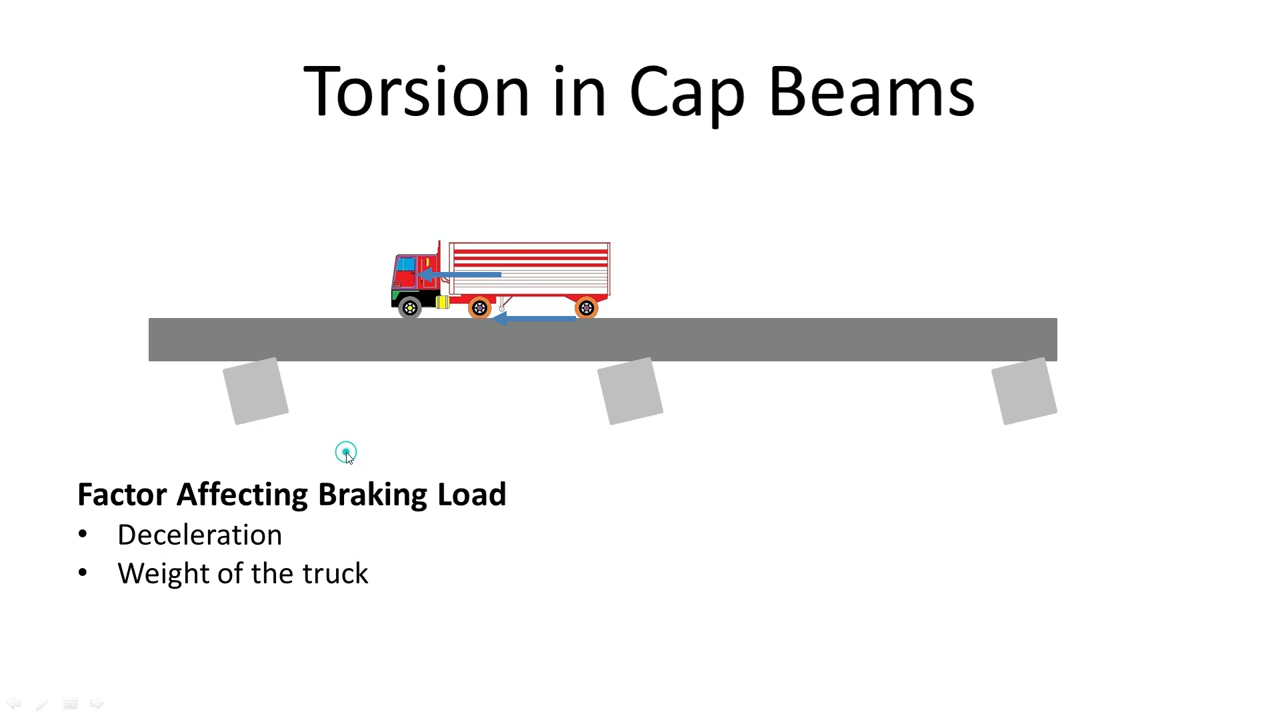 Torsion in Cap Beams
Factor Affecting Braking Load
• Deceleration
• Weight of the truck